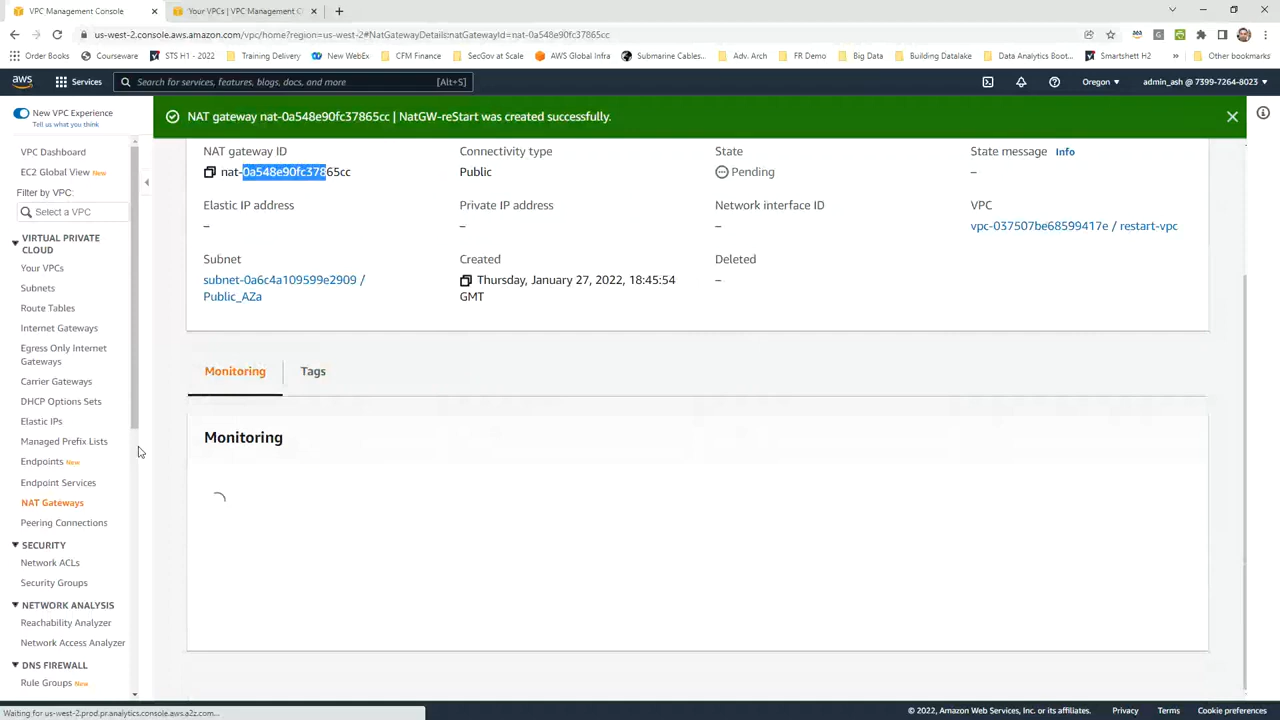 VPC Management Console
Your VPCs | VPC Management C
us-west-2.console.aws.amazon.com/vpc/home?region=us-west-2#NatGatewayDetails:natGatewayId=nat-0a548e90fc37865cc
Order Books
Courseware
STS H1 - 2022
Training Delivery
New WebEx
CFM Finance
SecGov at Scale
AWS Global Infra
Submarine Cables...
Adv. Arch
FR Demo
Big Data
Building Datalake
Data Analytics Boot...
Smartshett H2
»
Other bookmarks
aws
Services
Search for services, features, blogs, docs, and more
[Alt+S]
Oregon
admin_ash @ 7399-7264-8023
New VPC Experience
Tell us what you think
NAT gateway nat-0a548e90fc37865cc | NatGW-reStart was created successfully.
VPC Dashboard
EC2 Global View New
Filter by VPC:
Select a VPC
VIRTUAL PRIVATE
CLOUD
Your VPCs
Subnets
Route Tables
Internet Gateways
Egress Only Internet
Gateways
Carrier Gateways
DHCP Options Sets
Elastic IPs
Managed Prefix Lists
Endpoints New
Endpoint Services
NAT Gateways
Peering Connections
SECURITY
Network ACLs
Security Groups
NETWORK ANALYSIS
Reachability Analyzer
Network Access Analyzer
DNS FIREWALL
Rule Groups New
NAT gateway ID
nat-0a548e90fc37865cc
Connectivity type
Public
State
Pending
State message Info
–
Elastic IP address
–
Private IP address
–
Network interface ID
–
VPC
vpc-037507be68599417e / restart-vpc
Subnet
subnet-0a6c4a109599e2909 /
Public_AZa
Created
Thursday, January 27, 2022, 18:45:54
GMT
Deleted
–
Monitoring
Tags
Monitoring
Waiting for us-west-2.prod.pr.analytics.console.aws.a2z.com...
© 2022, Amazon Web Services, Inc. or its affiliates.
Privacy
Terms
Cookie preferences